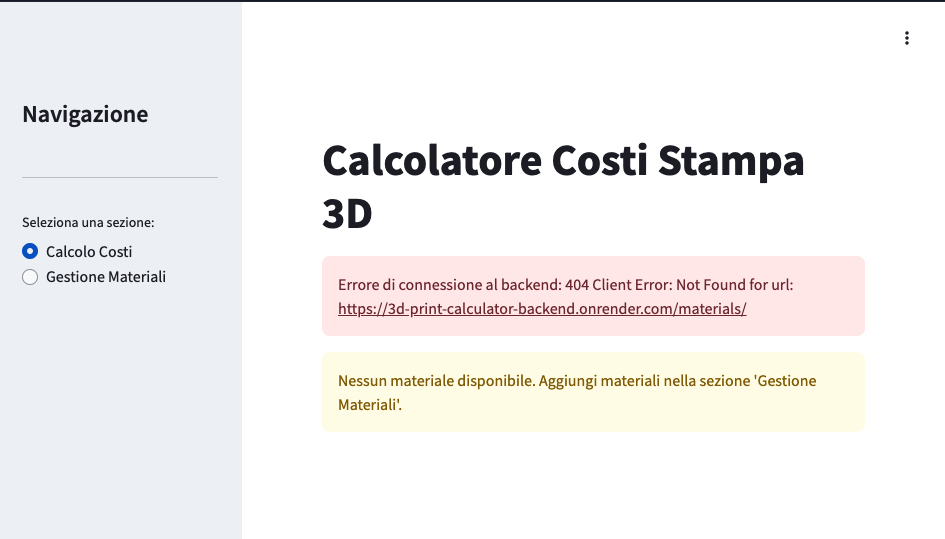 Navigazione
Seleziona una sezione:
Calcolo Costi
Gestione Materiali
Calcolatore Costi Stampa
3D
Errore di connessione al backend: 404 Client Error: Not Found for url:
https://3d-print-calculator-backend.onrender.com/materials/
Nessun materiale disponibile. Aggiungi materiali nella sezione 'Gestione
Materiali'.